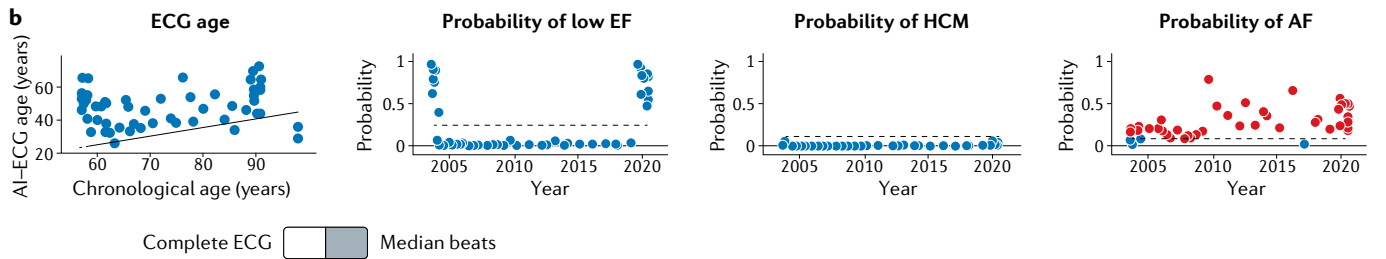 b
ECG age
AI–ECG age (years)
60
40
20
60
70
80
90
Chronological age (years)
Probability of low EF
Probability
1
0.5
0
2005
2010
2015
2020
Year
Probability of HCM
Probability
1
0.5
0
2005
2010
2015
2020
Year
Probability of AF
Probability
1
0.5
0
2005
2010
2015
2020
Year
Complete ECG
Median beats